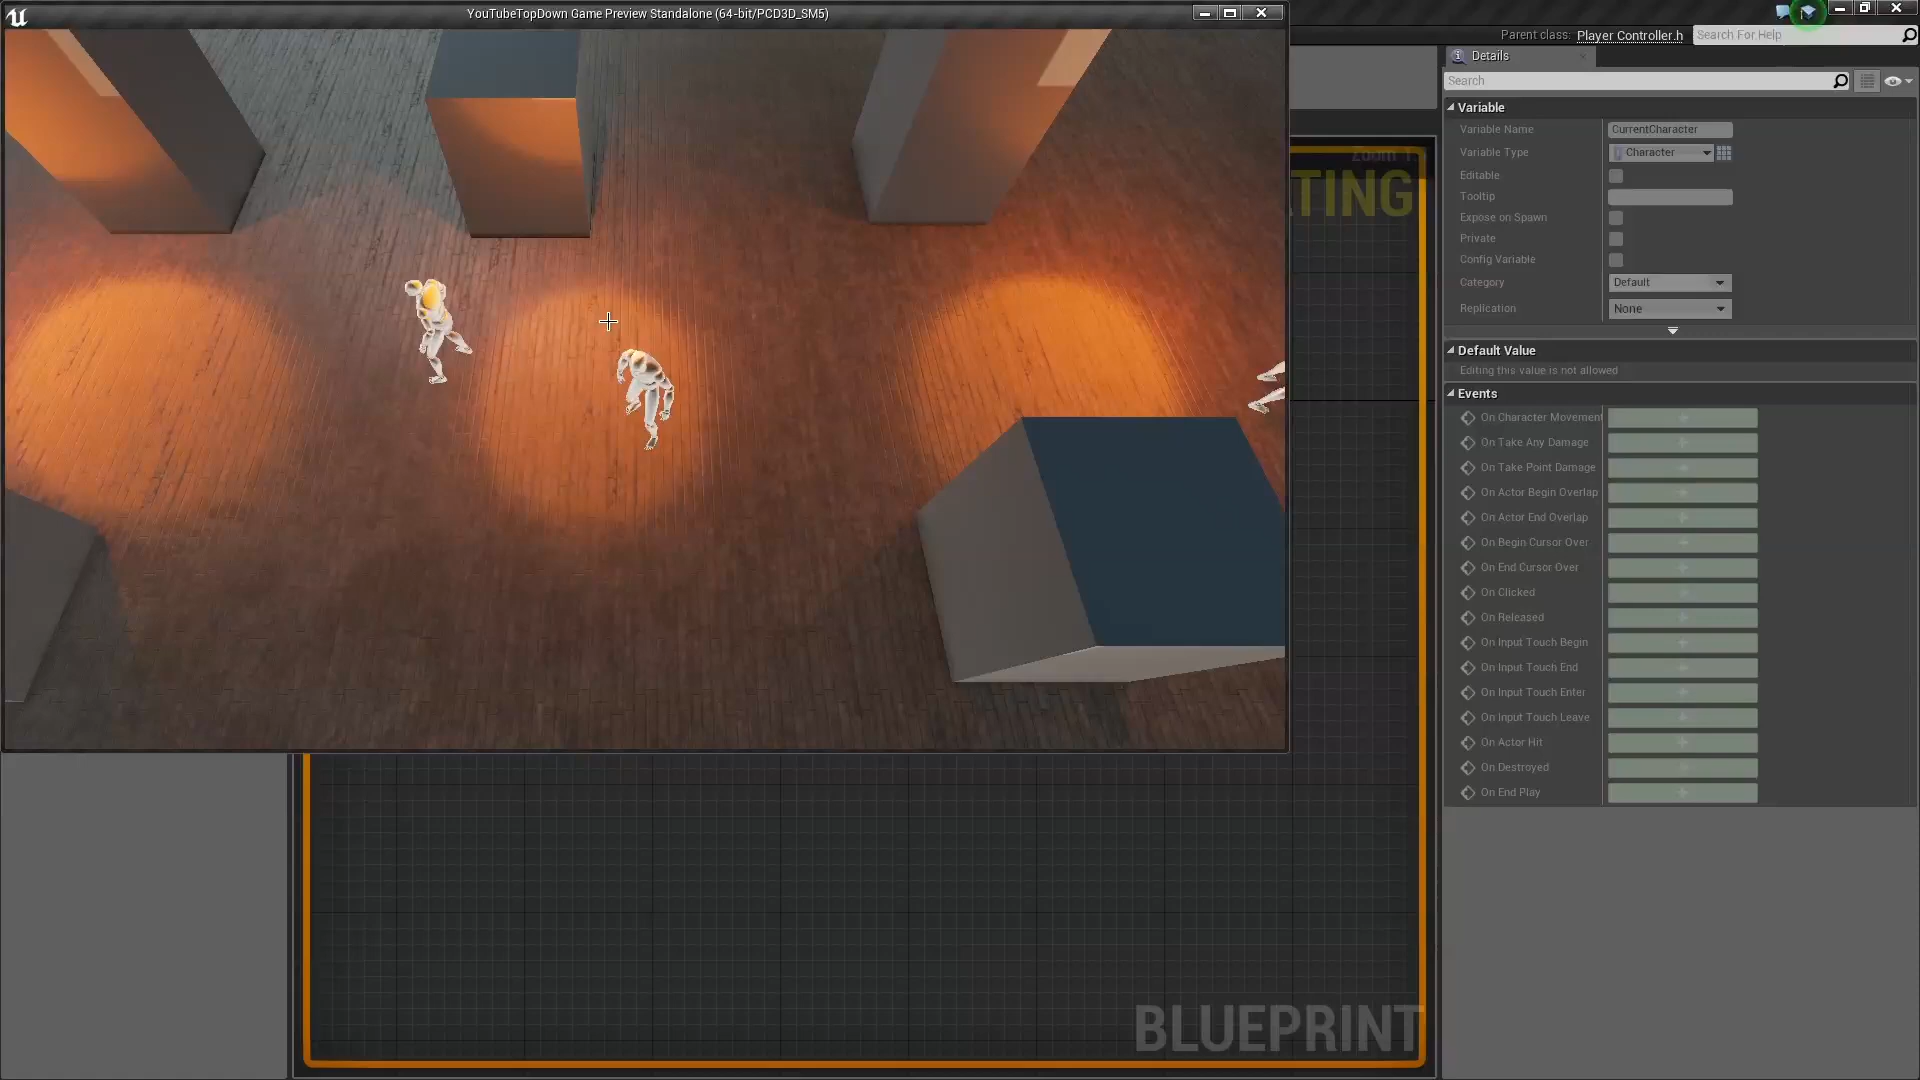 YouTubeTopDown Game Preview Standalone (64-bit/PCD3D_SM5)
Parent class: Player Controller.h
Search For Help
Details
Search
Variable
Variable Name
CurrentCharacter
Variable Type
Character
Editable
Tooltip
Expose on Spawn
Private
Config Variable
Category
Default
Replication
None
Default Value
Editing this value is not allowed
Events
On Character Movement
On Take Any Damage
On Take Point Damage
On Actor Begin Overlap
On Actor End Overlap
On Begin Cursor Over
On End Cursor Over
On Clicked
On Released
On Input Touch Begin
On Input Touch End
On Input Touch Enter
On Input Touch Leave
On Actor Hit
On Destroyed
On End Play
Zoom 1:
TING
BLUEPRINT